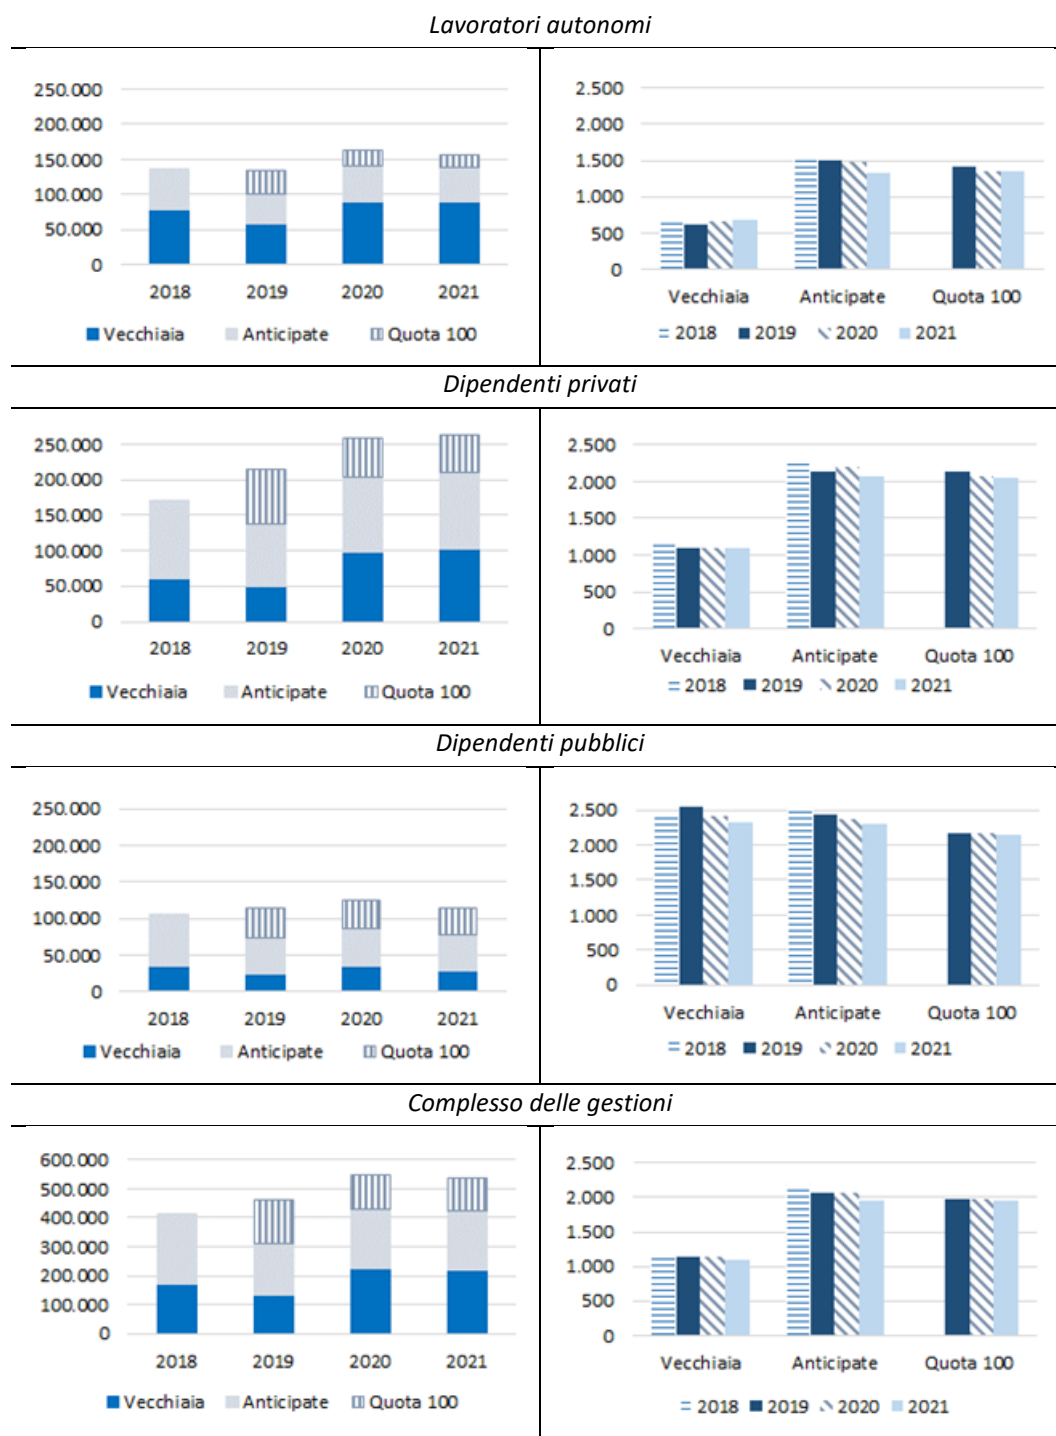 Lavoratori autonomi
250.000
200.000
150.000
100.000
50.000
0
2018 2019 2020 2021
Vecchiaia Anticipate Quota 100
2.500
2.000
1.500
1.000
500
0
Vecchiaia Anticipate Quota 100
2018 2019 2020 2021
Dipendenti privati
250.000
200.000
150.000
100.000
50.000
0
2018 2019 2020 2021
Vecchiaia Anticipate Quota 100
2.500
2.000
1.500
1.000
500
0
Vecchiaia Anticipate Quota 100
2018 2019 2020 2021
Dipendenti pubblici
250.000
200.000
150.000
100.000
50.000
0
2018 2019 2020 2021
Vecchiaia Anticipate Quota 100
2.500
2.000
1.500
1.000
500
0
Vecchiaia Anticipate Quota 100
2018 2019 2020 2021
Complesso delle gestioni
600.000
500.000
400.000
300.000
200.000
100.000
0
2018 2019 2020 2021
Vecchiaia Anticipate Quota 100
2.500
2.000
1.500
1.000
500
0
Vecchiaia Anticipate Quota 100
2018 2019 2020 2021